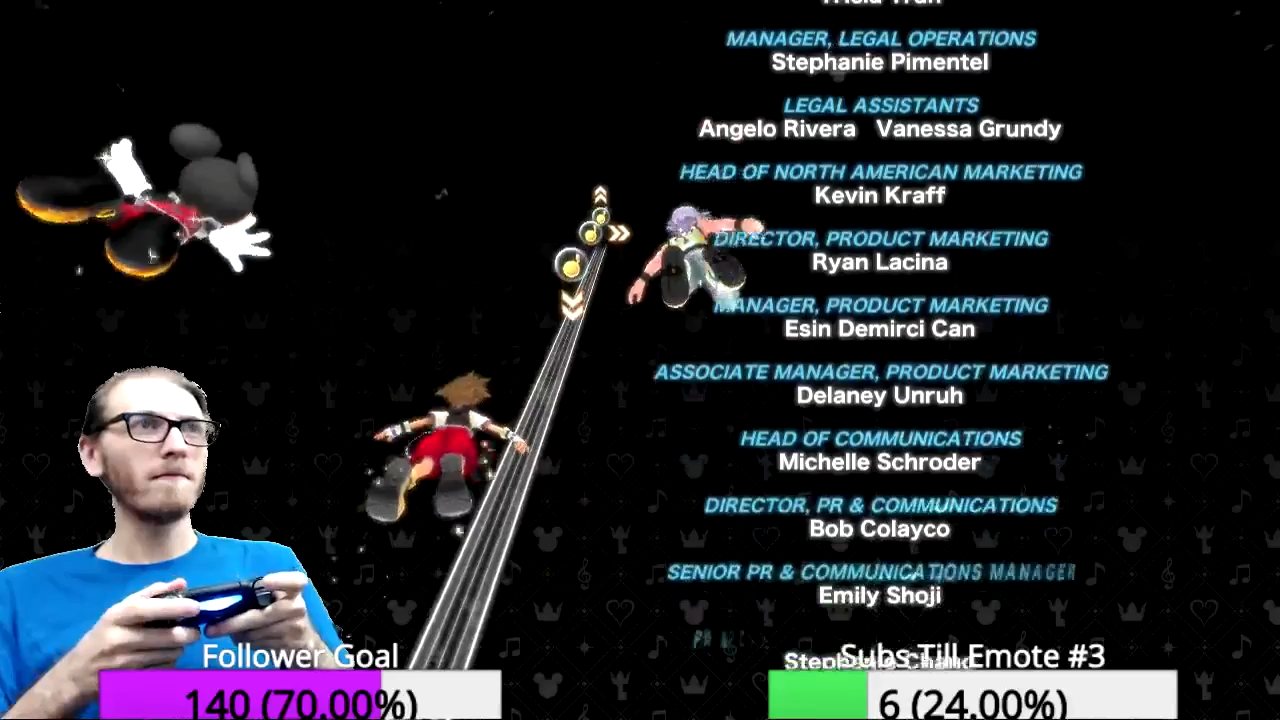 MANAGER, LEGAL OPERATIONS
Stephanie Pimentel
LEGAL ASSISTANTS
Angelo Rivera Vanessa Grundy
HEAD OF NORTH AMERICAN MARKETING
Kevin Kraff
DIRECTOR, PRODUCT MARKETING
Ryan Lacina
MANAGER, PRODUCT MARKETING
Esin Demirci Can
ASSOCIATE MANAGER, PRODUCT MARKETING
Delaney Unruh
HEAD OF COMMUNICATIONS
Michelle Schroder
DIRECTOR, PR & COMMUNICATIONS
Bob Colayco
SENIOR PR & COMMUNICATIONS MANAGER
Emily Shoji
PR
Follower Goal
Subs Till Emote #3
140 (70.00%)
6 (24.00%)